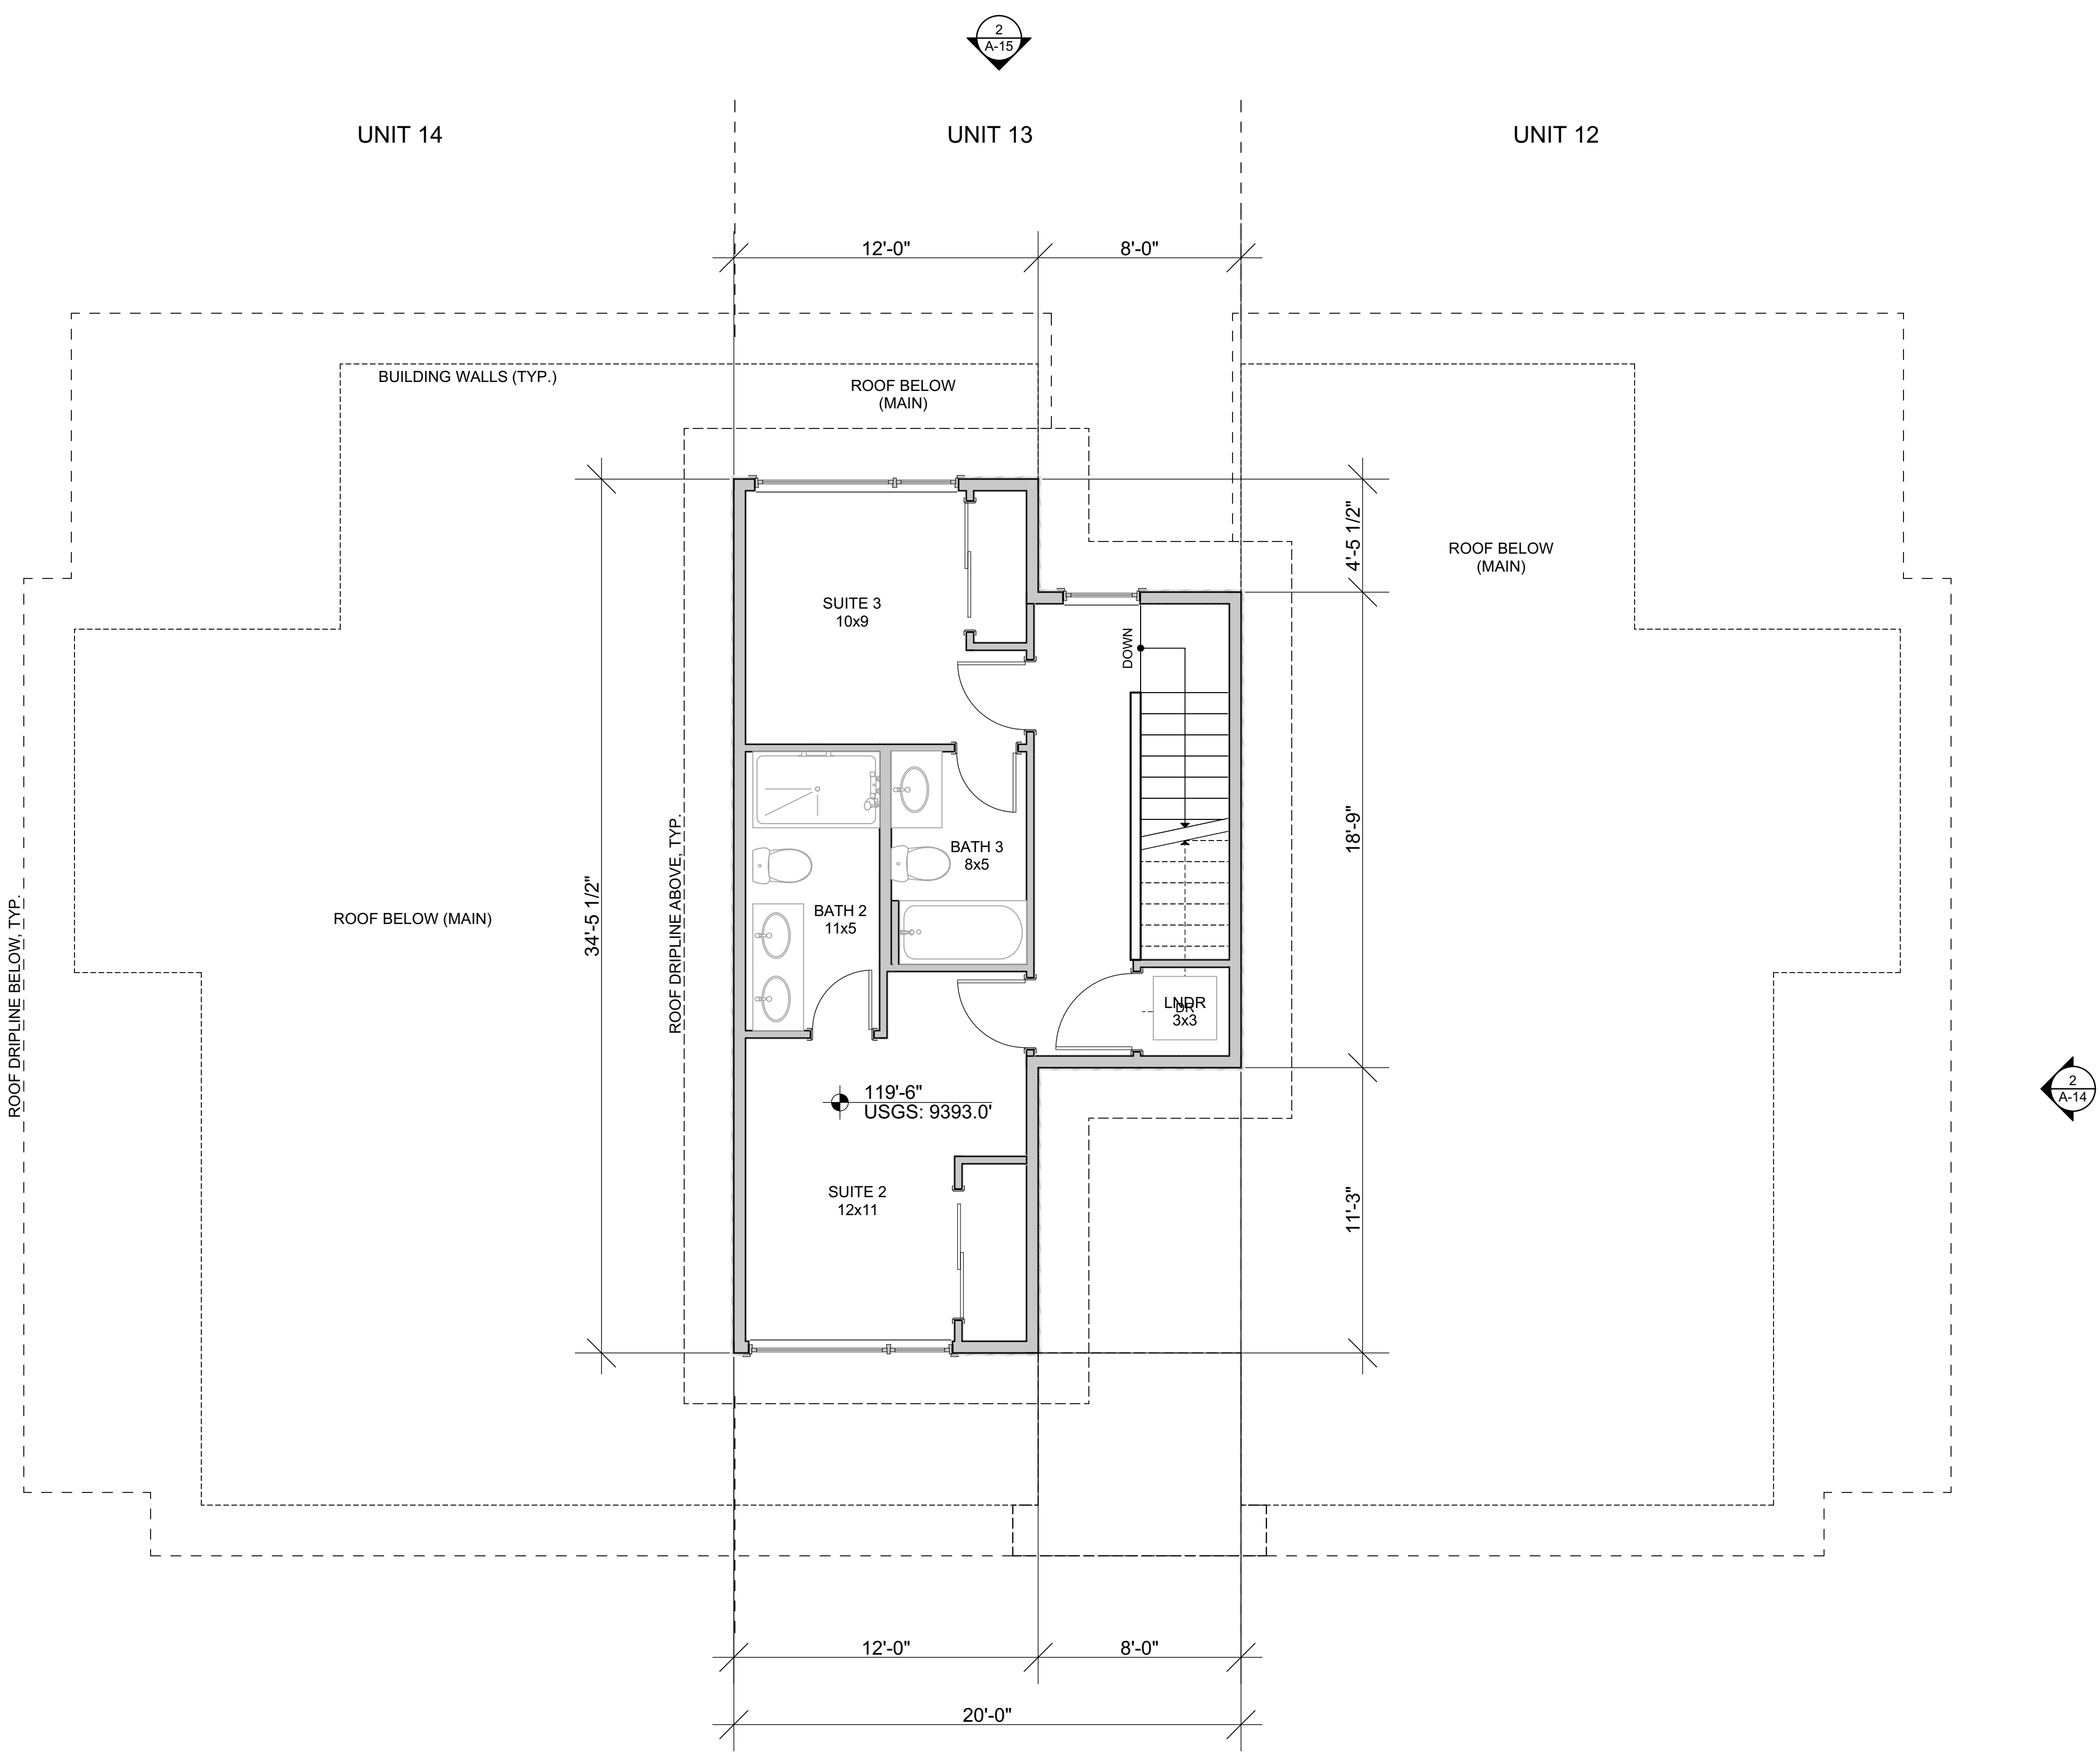 2
A-15
UNIT 14
UNIT 13
UNIT 12
12'-0"
8'-0"
BUILDING WALLS (TYP.)
ROOF BELOW
(MAIN)
4'-5 1/2"
ROOF BELOW
(MAIN)
SUITE 3
10x9
DOWN
18'-9"
BATH 3
8x5
34'-5 1/2"
ROOF DRIPLINE ABOVE, TYP.
BATH 2
11x5
ROOF BELOW (MAIN)
ROOF DRIPLINE BELOW, TYP.
LNDR
DR
3x3
2
A-14
119'-6"
USGS: 9393.0'
SUITE 2
12x11
11'-3"
12'-0"
8'-0"
20'-0"